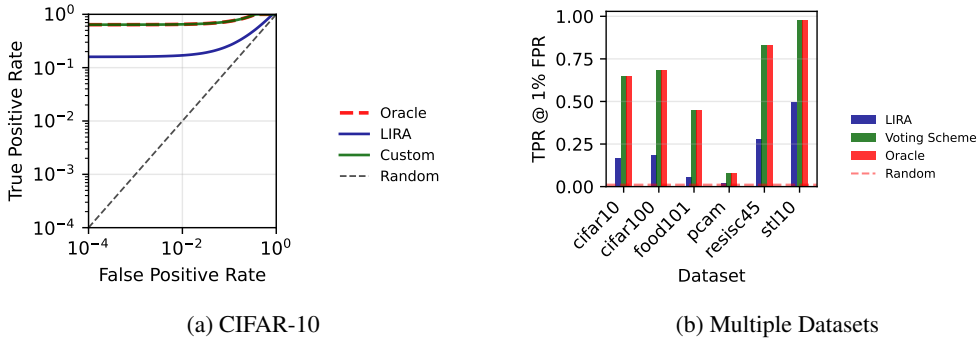 10^0
10^-1
10^-2
10^-3
10^-4
True Positive Rate
10^-4
10^-2
10^0
False Positive Rate
Oracle
LIRA
Custom
Random
(a) CIFAR-10
1.00
0.75
0.50
0.25
0.00
TPR @ 1% FPR
cifar10
cifar100
food101
pcam
resisc45
stl10
Dataset
LIRA
Voting Scheme
Oracle
Random
(b) Multiple Datasets